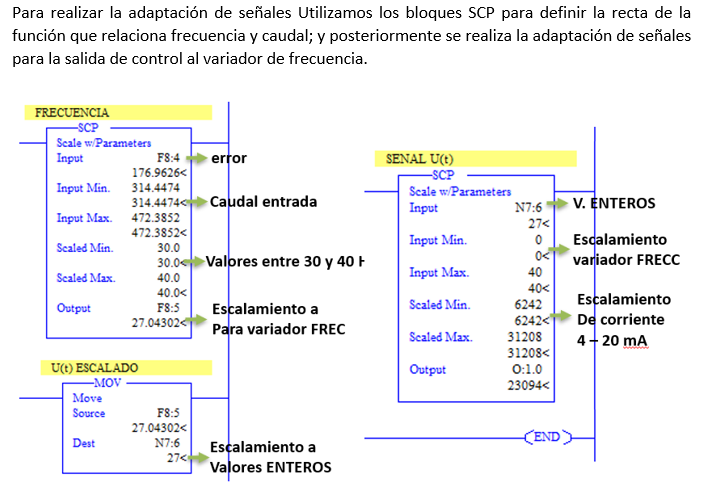 Para realizar la adaptación de señales Utilizamos los bloques SCP para definir la recta de la
función que relaciona frecuencia y caudal; y posteriormente se realiza la adaptación de señales
para la salida de control al variador de frecuencia.
FRECUENCIA
SCP
Scale w/Parameters
Input F8:4 error
176.9626<
Input Min. 314.4474
314.4474< Caudal entrada
Input Max. 472.3852
472.3852<
Scaled Min. 30.0
30.0< Valores entre 30 y 40 H
Scaled Max. 40.0
40.0<
Output F8:5 Escalamiento a
27.04302< Para variador FREC
U(t) ESCALADO
MOV
Move
Source F8:5
27.04302<
Dest N7:6 Escalamiento a
27< Valores ENTEROS
SENAL U(t)
SCP
Scale w/Parameters
Input N7:6 V. ENTEROS
27<
Input Min. 0 Escalamiento
0< variador FRECC
Input Max. 40
40<
Scaled Min. 6242 Escalamiento
6242< De corriente
Scaled Max. 31208 4 – 20 mA
31208<
Output O:1.0
23094<
END